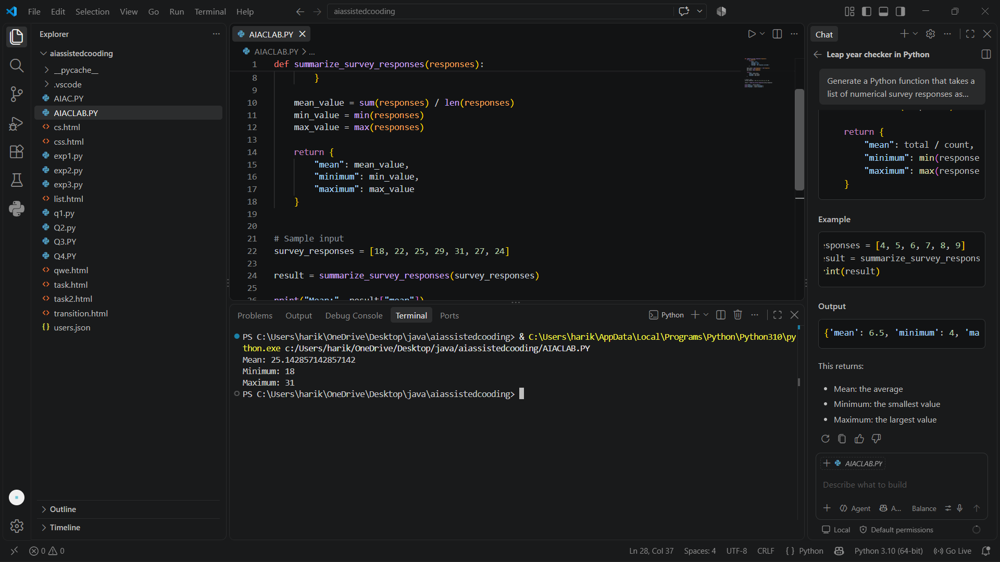 File Edit Selection View Go Run Terminal Help
aiassistedcooding
Explorer
aiassistedcooding
__pycache__
.vscode
AIAC.PY
AIACLAB.PY
cs.html
css.html
exp1.py
exp2.py
exp3.py
list.html
q1.py
Q2.py
Q3.PY
Q4.PY
qwe.html
task.html
task2.html
transition.html
users.json
Outline
Timeline
AIACLAB.PY
AIACLAB.PY > ...
1 def summarize_survey_responses(responses):
8 }
9
10 mean_value = sum(responses) / len(responses)
11 min_value = min(responses)
12 max_value = max(responses)
13
14 return {
15 "mean": mean_value,
16 "minimum": min_value,
17 "maximum": max_value
18 }
19
20
21 # Sample input
22 survey_responses = [18, 22, 25, 29, 31, 27, 24]
23
24 result = summarize_survey_responses(survey_responses)
25
26 print("Mean:", result["mean"])
Problems Output Debug Console Terminal Ports
Python
PS C:\Users\harik\OneDrive\Desktop\java\aiassistedcooding> & C:\Users\harik\AppData\Local\Programs\Python\Python310\py
thon.exe c:/Users/harik/OneDrive/Desktop/java/aiassistedcooding/AIACLAB.PY
Mean: 25.142857142857142
Minimum: 18
Maximum: 31
PS C:\Users\harik\OneDrive\Desktop\java\aiassistedcooding>
Chat
Leap year checker in Python
Generate a Python function that takes a
list of numerical survey responses as...
return {
"mean": total / count,
"minimum": min(response
"maximum": max(response
}
Example
esponses = [4, 5, 6, 7, 8, 9]
esult = summarize_survey_respons
rint(result)
Output
{'mean': 6.5, 'minimum': 4, 'ma
This returns:
• Mean: the average
• Minimum: the smallest value
• Maximum: the largest value
AIACLAB.PY
Describe what to build
Agent A... Balance
Local Default permissions
0 0
Ln 28, Col 37 Spaces: 4 UTF-8 CRLF { } Python Python 3.10 (64-bit) Go Live